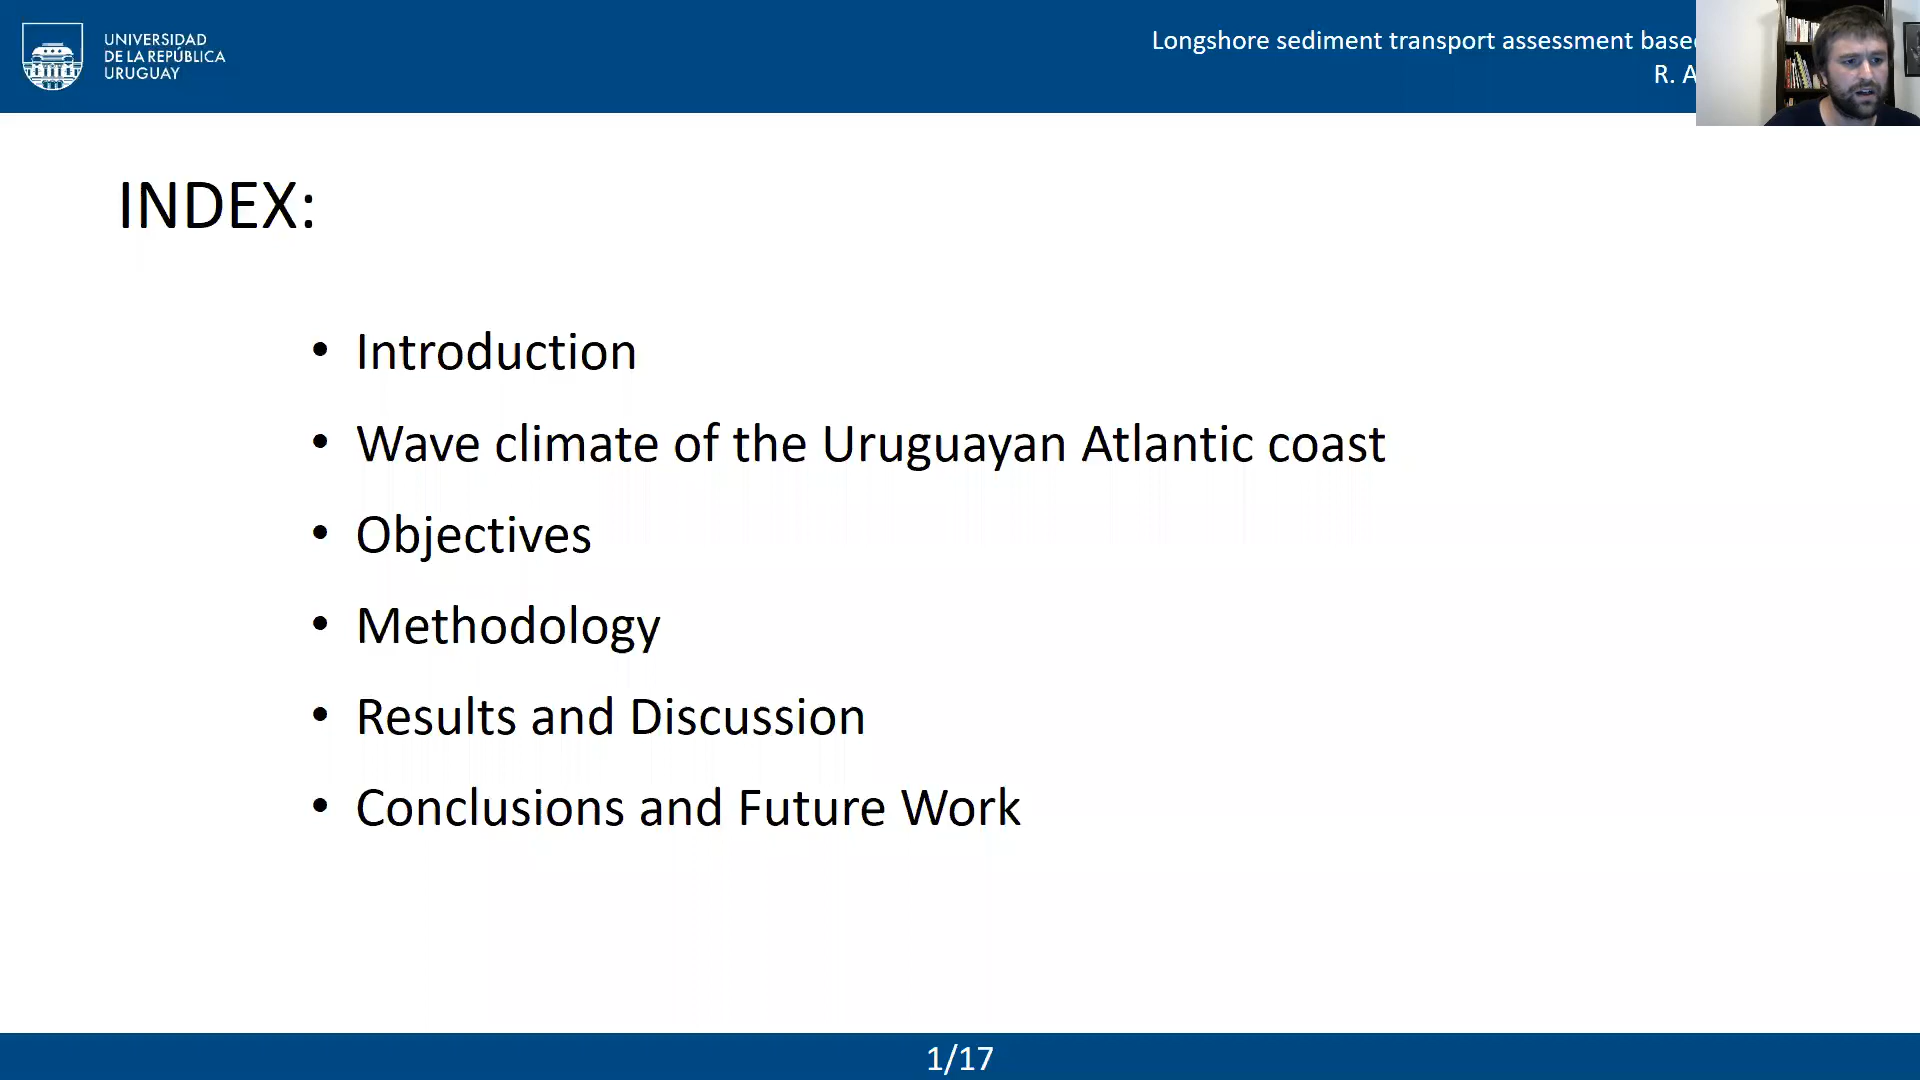 UNIVERSIDAD
DE LA REPÚBLICA
URUGUAY
Longshore sediment transport assessment
R. A
INDEX:
• Introduction
• Wave climate of the Uruguayan Atlantic coast
• Objectives
• Methodology
• Results and Discussion
• Conclusions and Future Work
1/17